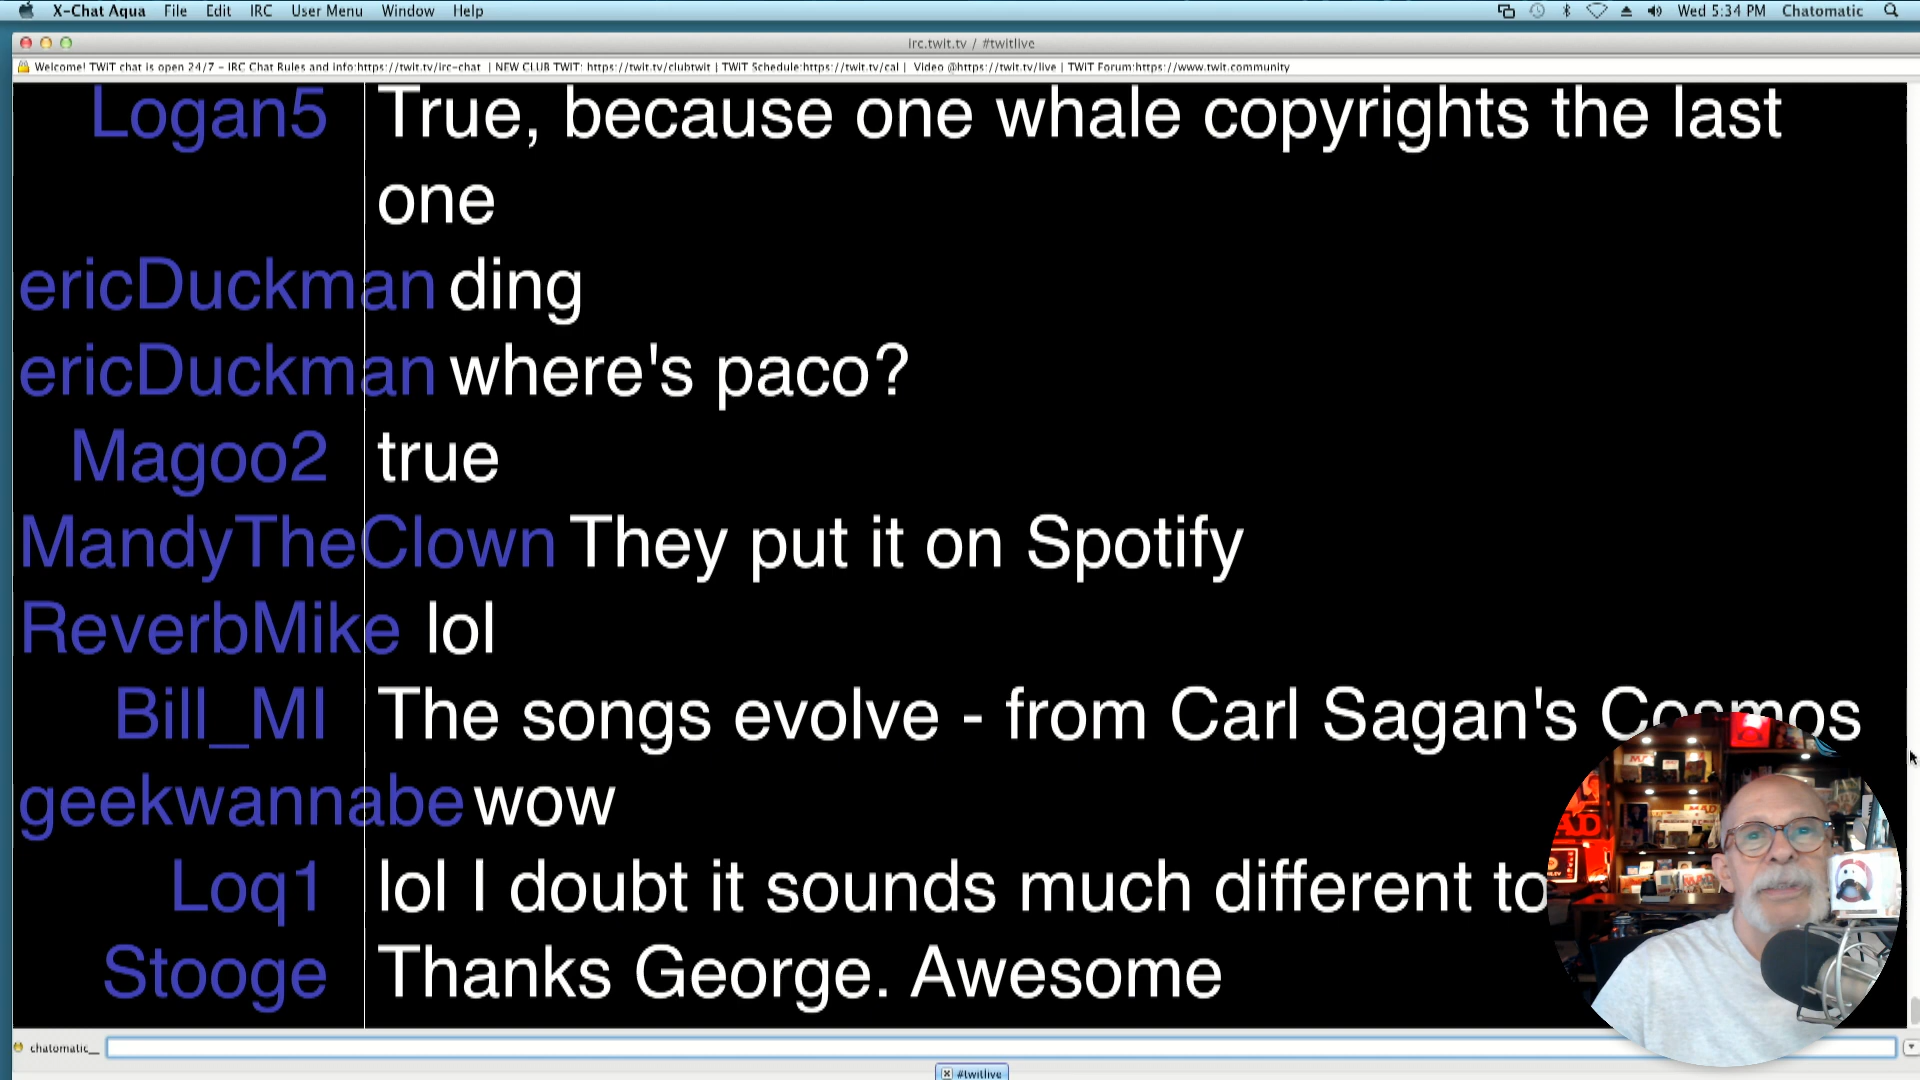 X-Chat Aqua File Edit IRC User Menu Window Help Wed 5:34 PM Chatomatic
irc.twit.tv / #twitlive
Welcome! TWiT chat is open 24/7 - IRC Chat Rules and info:https://twit.tv/irc-chat | NEW CLUB TWIT: https://twit.tv/clubtwit | TWiT Schedule:https://twit.tv/cal | Video @https://twit.tv/live | TWiT Forum:https://www.twit.community
Logan5 True, because one whale copyrights the last
one
ericDuckman ding
ericDuckman where's paco?
Magoo2 true
MandyTheClown They put it on Spotify
ReverbMike lol
Bill_MI The songs evolve - from Carl Sagan's Cosmos
geekwannabe wow
Loq1 lol I doubt it sounds much different to
Stooge Thanks George. Awesome
chatomatic__
#twitlive
MAD
MAD